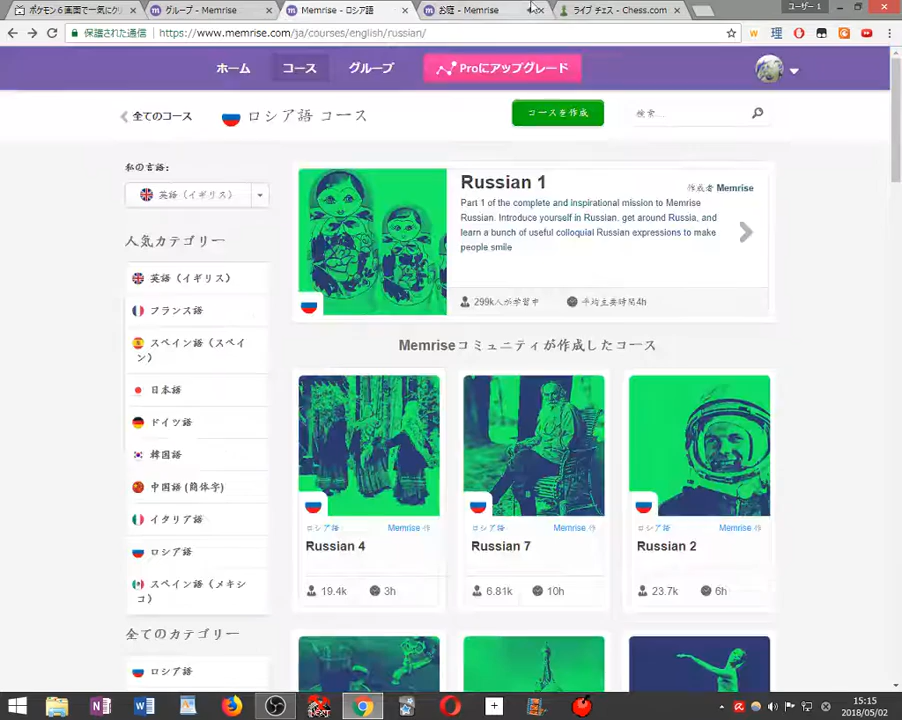 ポケモン6画面で一気にクリ
グループ - Memrise
Memrise - ロシア語
お庭 - Memrise
ライブ チェス - Chess.com
ユーザー 1
保護された通信
https://www.memrise.com/ja/courses/english/russian/
ホーム
コース
グループ
Proにアップグレード
全てのコース
ロシア語 コース
コースを作成
検索...
私の言語:
英語（イギリス）
人気カテゴリー
英語（イギリス）
フランス語
スペイン語（スペイ
ン）
日本語
ドイツ語
韓国語
中国語 (簡体字)
イタリア語
ロシア語
スペイン語（メキシ
コ）
全てのカテゴリー
ロシア語
Russian 1
作成者 Memrise
Part 1 of the complete and inspirational mission to Memrise
Russian. Introduce yourself in Russian, get around Russia, and
learn a bunch of useful colloquial Russian expressions to make
people smile
299k人が学習中
平均主要時間4h
Memriseコミュニティが作成したコース
ロシア語
Memrise 作
Russian 4
19.4k
3h
ロシア語
Memrise 作
Russian 7
6.81k
10h
ロシア語
Memrise 作
Russian 2
23.7k
6h
15:15
2018/05/02